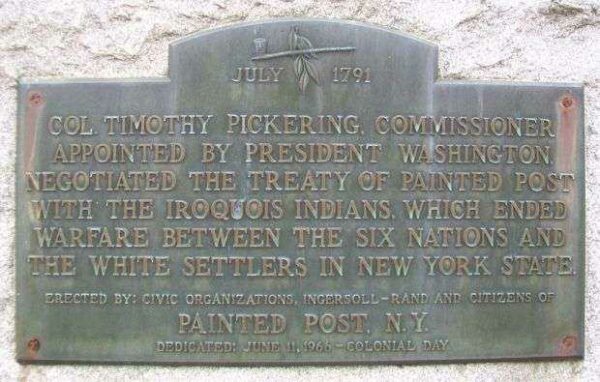 JULY 1791
COL. TIMOTHY PICKERING, COMMISSIONER
APPOINTED BY PRESIDENT WASHINGTON,
NEGOTIATED THE TREATY OF PAINTED POST
WITH THE IROQUOIS INDIANS, WHICH ENDED
WARFARE BETWEEN THE SIX NATIONS AND
THE WHITE SETTLERS IN NEW YORK STATE.
ERECTED BY: CIVIC ORGANIZATIONS, INGERSOLL-RAND AND CITIZENS OF
PAINTED POST, N.Y.
DEDICATED: JUNE 11, 1966 - COLONIAL DAY